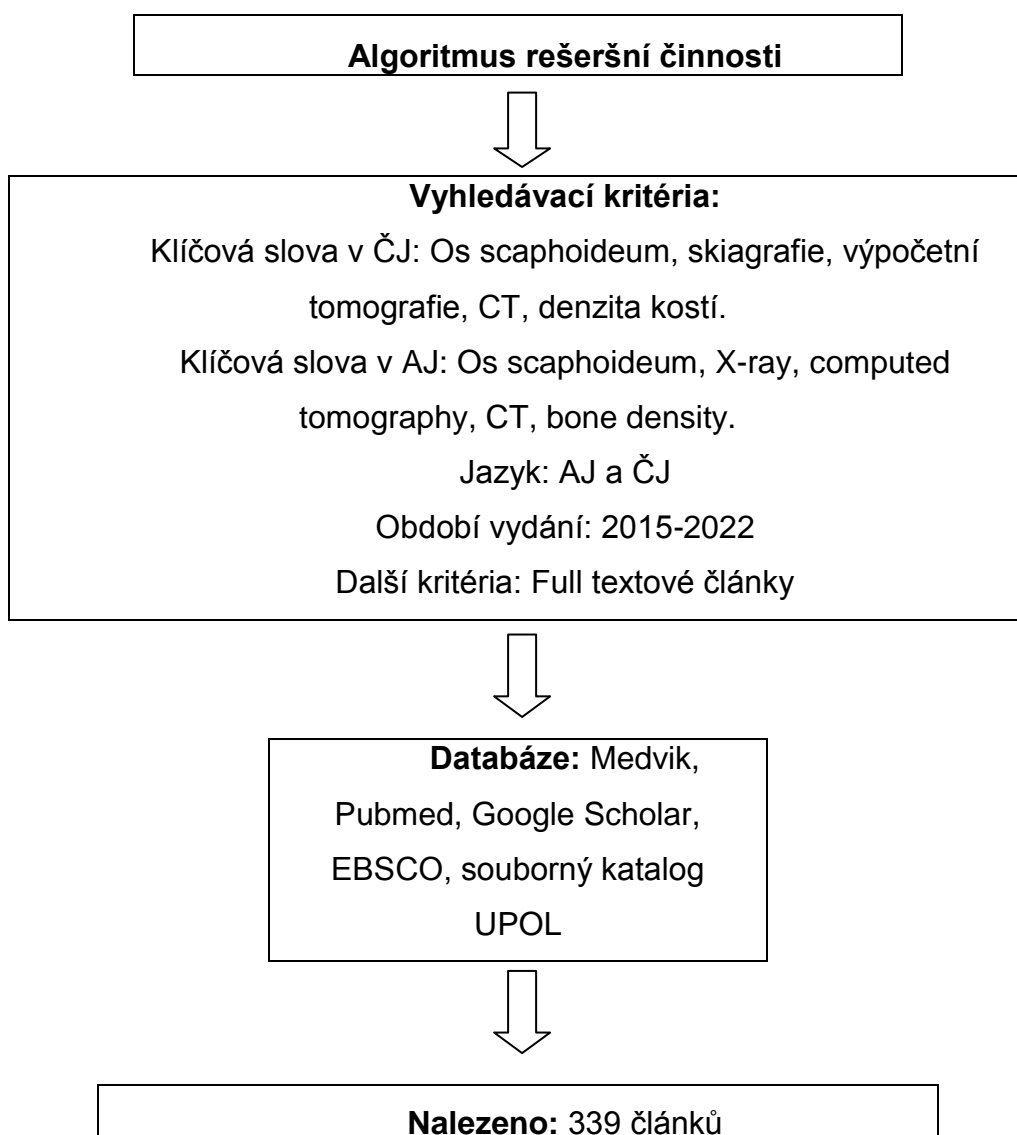 Algoritmus rešeršní činnosti
Vyhledávací kritéria:
Klíčová slova v ČJ: Os scaphoideum, skiagrafie, výpočetní
tomografie, CT, denzita kostí.
Klíčová slova v AJ: Os scaphoideum, X-ray, computed
tomography, CT, bone density.
Jazyk: AJ a ČJ
Období vydání: 2015-2022
Další kritéria: Full textové články
Databáze: Medvik,
Pubmed, Google Scholar,
EBSCO, souborný katalog
UPOL
Nalezeno: 339 článků